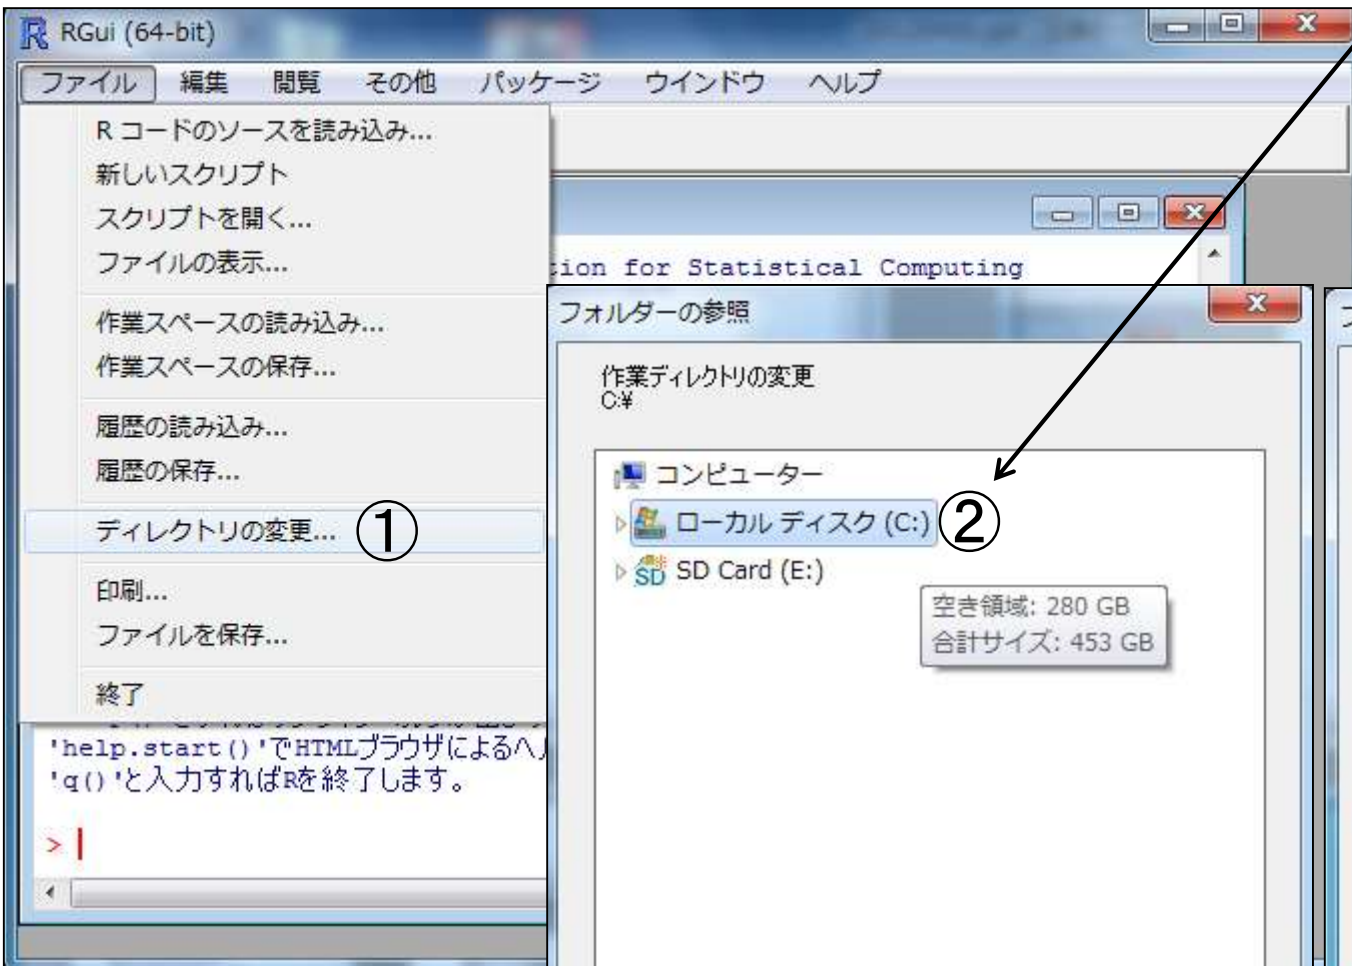 RGui (64-bit)
ファイル 編集 閲覧 その他 パッケージ ウインドウ ヘルプ
R コードのソースを読み込み...
新しいスクリプト
スクリプトを開く...
ファイルの表示...
作業スペースの読み込み...
作業スペースの保存...
履歴の読み込み...
履歴の保存...
ディレクトリの変更... ①
印刷...
ファイルを保存...
終了
for Statistical Computing
'help.start()'でHTMLブラウザによるヘ
'q()'と入力すればRを終了します。
>
フォルダーの参照
作業ディレクトリの変更
C:¥
コンピューター
ローカル ディスク (C:) ②
SD Card (E:)
空き領域: 280 GB
合計サイズ: 453 GB